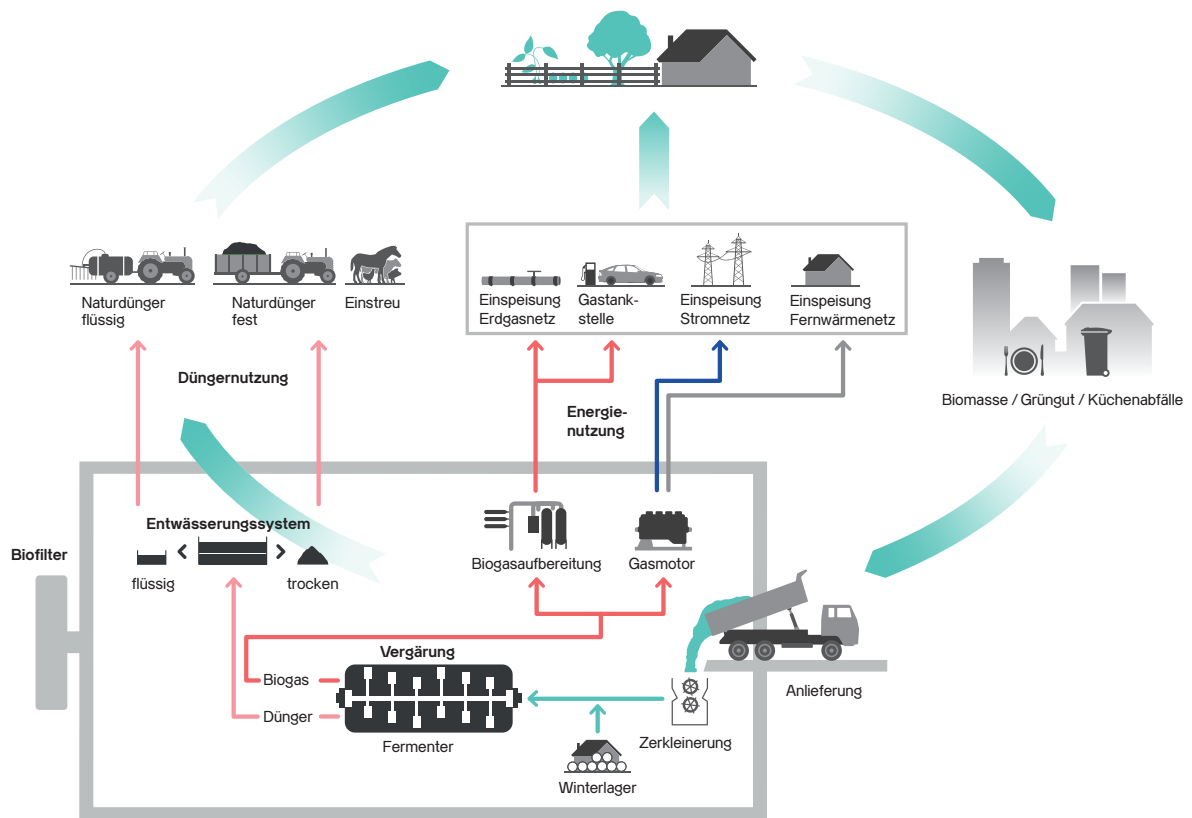 Naturdünger
flüssig
Naturdünger
fest
Einstreu
Einspeisung
Erdgasnetz
Gastank-
stelle
Einspeisung
Stromnetz
Einspeisung
Fernwärmenetz
Biomasse / Grüngut / Küchenabfälle
Düngernutzung
Energie-
nutzung
Entwässerungssystem
flüssig
trocken
Biofilter
Biogasaufbereitung
Gasmotor
Vergärung
Biogas
Dünger
Fermenter
Anlieferung
Zerkleinerung
Winterlager